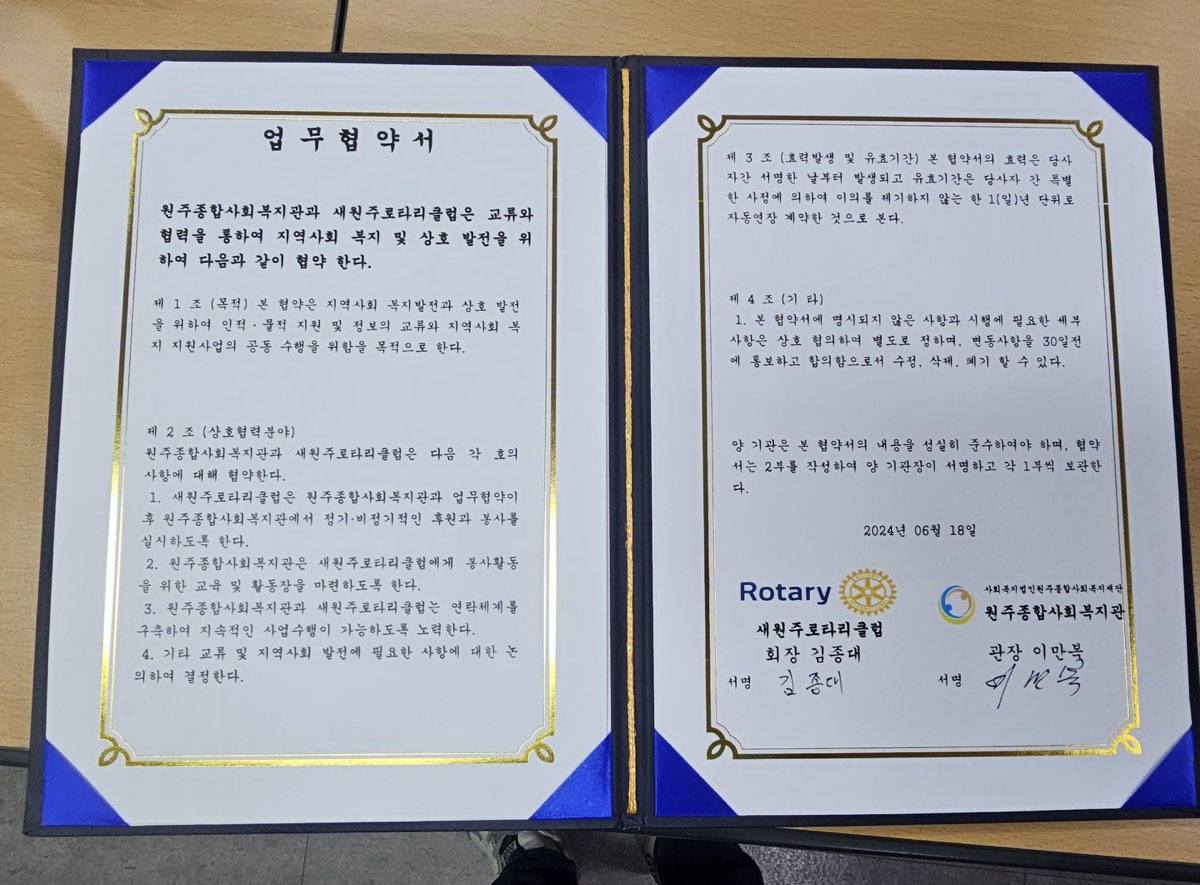 업무협약서
원주종합사회복지관과 새원주로타리클럽은 교류와
협력을 통하여 지역사회 복지 및 상호 발전을 위
하여 다음과 같이 협약 한다.
제 1 조 (목적) 본 협약은 지역사회 복지발전과 상호 발전
을 위하여 인적·물적 지원 및 정보의 교류와 지역사회 복
지 지원사업의 공동 수행을 위함을 목적으로 한다.
제 2 조 (상호협력분야)
원주종합사회복지관과 새원주로타리클럽은 다음 각 호의
사항에 대해 협약한다.
1. 새원주로타리클럽은 원주종합사회복지관과 업무협약이
후 원주종합사회복지관에서 정기·비정기적인 후원과 봉사를
실시하도록 한다.
2. 원주종합사회복지관은 새원주로타리클럽에게 봉사활동
을 위한 교육 및 활동장을 마련하도록 한다.
3. 원주종합사회복지관과 새원주로타리클럽는 연락체계를
구축하여 지속적인 사업수행이 가능하도록 노력한다.
4. 기타 교류 및 지역사회 발전에 필요한 사항에 대한 논
의하여 결정한다.
제 3 조 (효력발생 및 유효기간) 본 협약서의 효력은 당사
자간 서명한 날부터 발생되고 유효기간은 당사자 간 특별
한 사정에 의하여 이의를 제기하지 않는 한 1(일)년 단위로
자동연장 계약한 것으로 본다.
제 4 조 (기 타)
1. 본 협약서에 명시되지 않은 사항과 시행에 필요한 세부
사항은 상호 협의하여 별도로 정하며, 변동사항을 30일전
에 통보하고 합의함으로서 수정, 삭제, 폐기 할 수 있다.
양 기관은 본 협약서의 내용을 성실히 준수하여야 하며, 협약
서는 2부를 작성하여 양 기관장이 서명하고 각 1부씩 보관한
다.
2024년 06월 18일
Rotary
새원주로타리클럽
회장 김종대
서명 김종대
사회복지법인원주종합사회복지재단
원주종합사회복지관
관장 이만복
서명 이만복